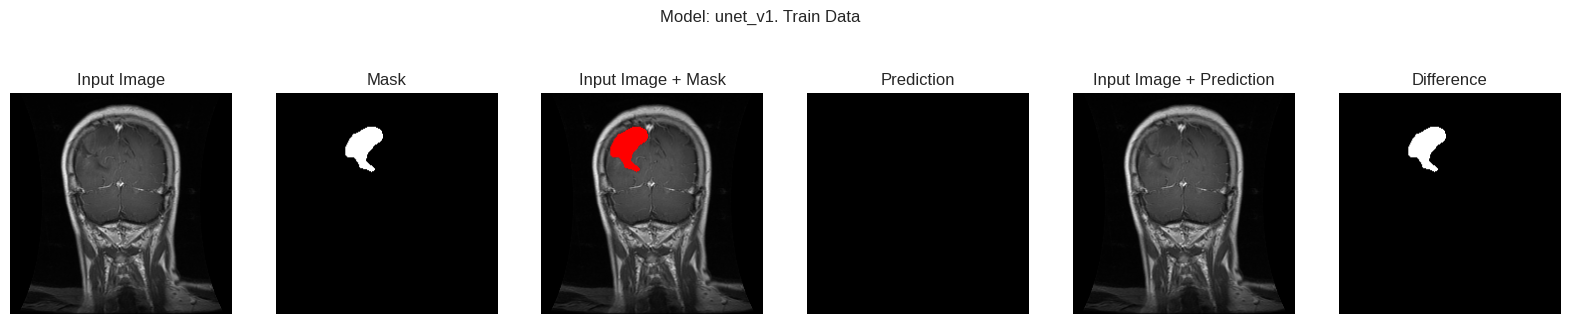 Model: unet_v1. Train Data
Input Image
Mask
Input Image + Mask
Prediction
Input Image + Prediction
Difference